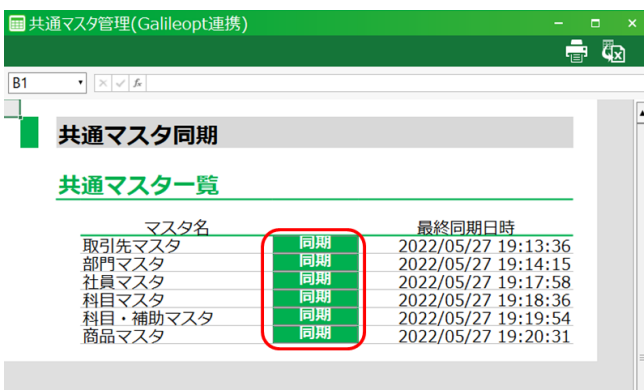 共通マスタ管理(Galileopt連携)
B1
fx
共通マスタ同期
共通マスター覧
マスタ名 最終同期日時
取引先マスタ 同期 2022/05/27 19:13:36
部門マスタ 同期 2022/05/27 19:14:15
社員マスタ 同期 2022/05/27 19:17:58
科目マスタ 同期 2022/05/27 19:18:36
科目・補助マスタ 同期 2022/05/27 19:19:54
商品マスタ 同期 2022/05/27 19:20:31